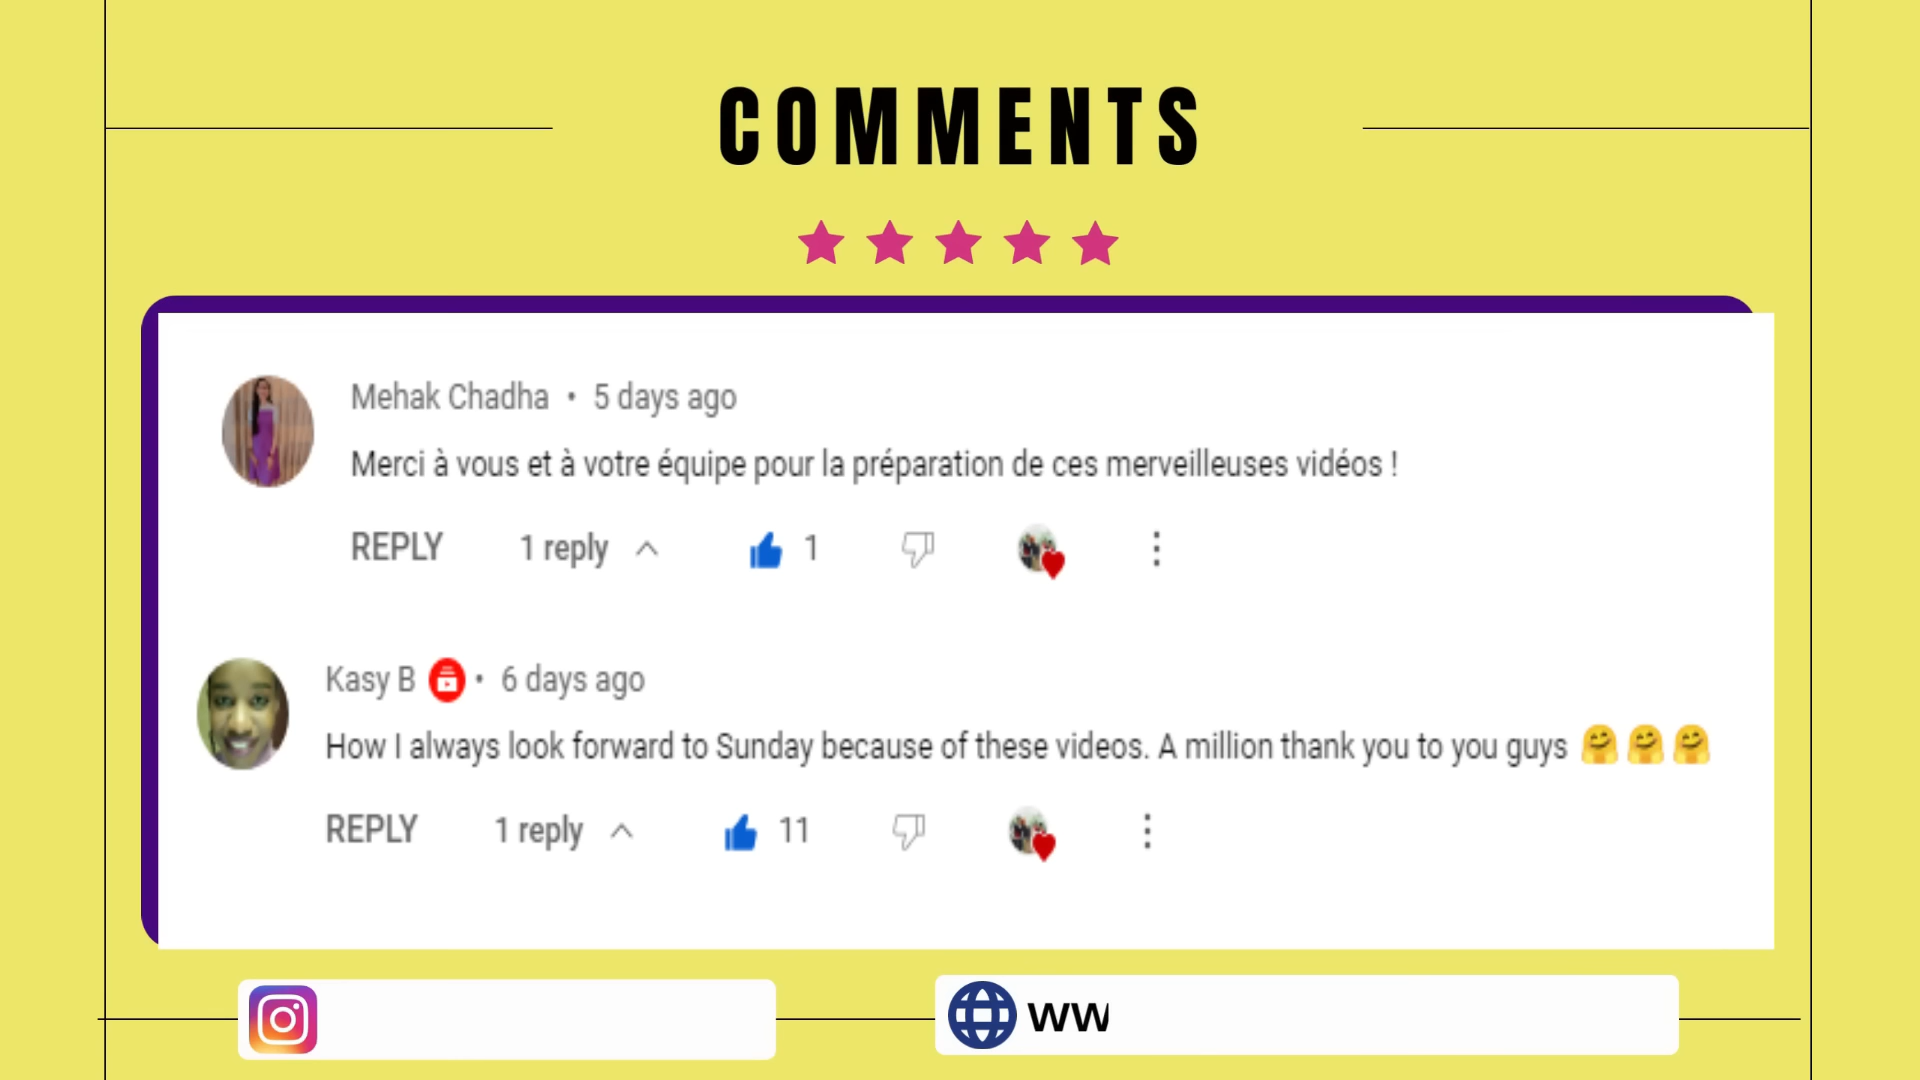 COMMENTS
Mehak Chadha • 5 days ago
Merci à vous et à votre équipe pour la préparation de ces merveilleuses vidéos !
REPLY 1 reply 1
Kasy B • 6 days ago
How I always look forward to Sunday because of these videos. A million thank you to you guys 🤗🤗🤗
REPLY 1 reply 11